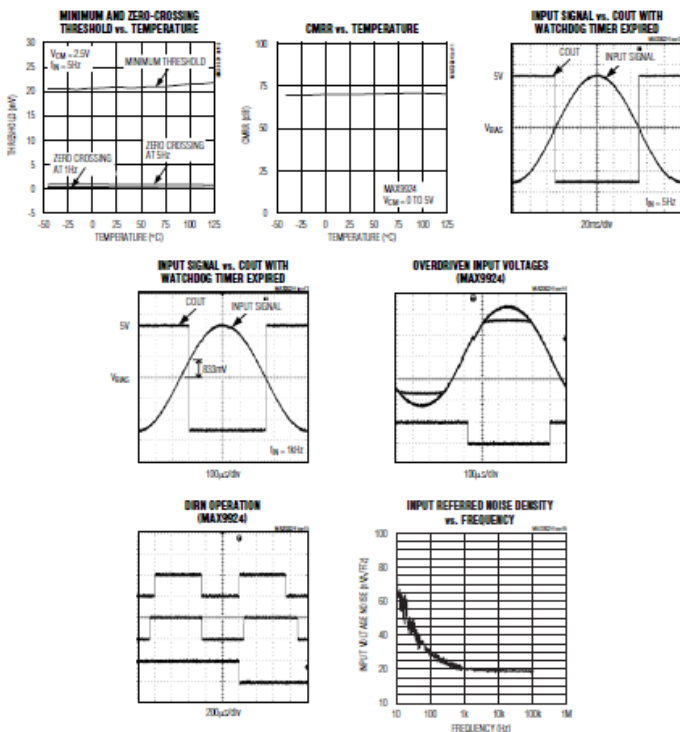 MINIMUM AND ZERO-CROSSING
THRESHOLD vs. TEMPERATURE
30
25
20
15
10
5
0
-5
THRESHOLD (mV)
VCM = 2.5V
fIN = 5Hz
MINIMUM THRESHOLD
ZERO CROSSING
AT 1Hz
ZERO CROSSING
AT 5Hz
-50 -25 0 25 50 75 100 125
TEMPERATURE (°C)
CMRR vs. TEMPERATURE
100
75
50
25
0
CMRR (dB)
MAX9924
VCM = 0 TO 5V
-50 -25 0 25 50 75 100 125
TEMPERATURE (°C)
INPUT SIGNAL vs. COUT WITH
WATCHDOG TIMER EXPIRED
COUT
INPUT SIGNAL
5V
VBIAS
fIN = 5Hz
20ms/div
INPUT SIGNAL vs. COUT WITH
WATCHDOG TIMER EXPIRED
COUT
INPUT SIGNAL
5V
VBIAS
833mV
fIN = 1kHz
100µs/div
OVERDRIVEN INPUT VOLTAGES
(MAX9924)
100µs/div
DIRN OPERATION
(MAX9924)
200µs/div
INPUT REFERRED NOISE DENSITY
vs. FREQUENCY
100
80
60
40
20
10
INPUT VOLTAGE NOISE (nV/√Hz)
10 100 1k 10k 100k 1M
FREQUENCY (Hz)